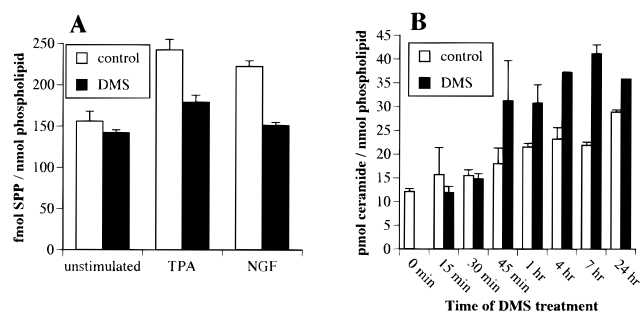 A
fmol SPP / nmol phospholipid
250
200
150
100
50
0
control
DMS
unstimulated TPA NGF
B
pmol ceramide / nmol phospholipid
45
40
35
30
25
20
15
10
5
0
control
DMS
0 min 15 min 30 min 45 min 1 hr 4 hr 7 hr 24 hr
Time of DMS treatment